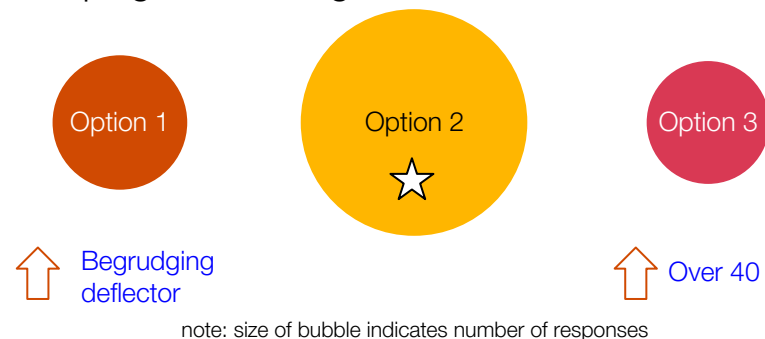 Option 1
Option 2
Option 3
Begrudging
deflector
Over 40
note: size of bubble indicates number of responses